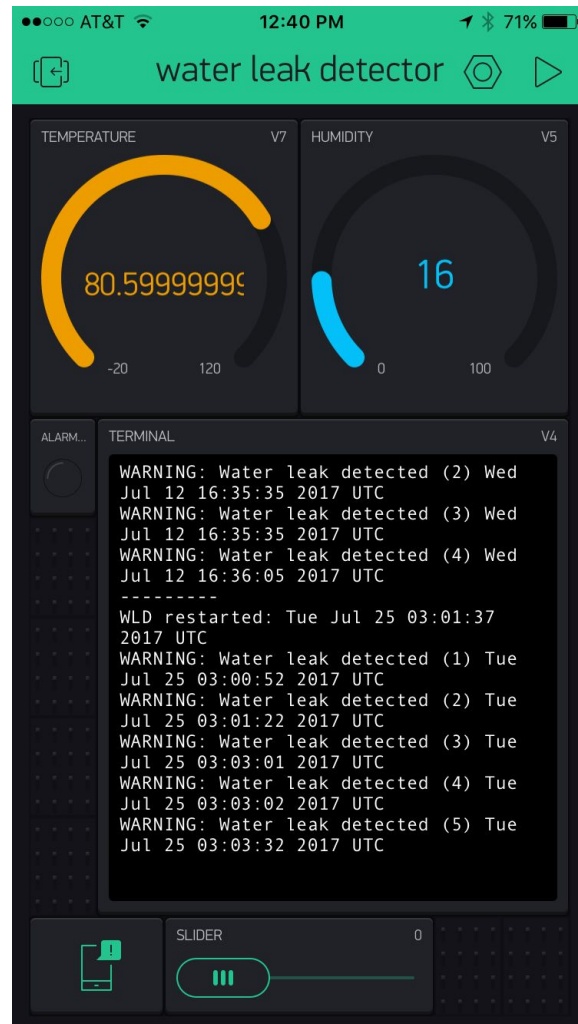 AT&T 12:40 PM 71%
water leak detector
TEMPERATURE V7 HUMIDITY V5
80.59999999 16
-20 120 0 100
ALARM... TERMINAL V4
WARNING: Water leak detected (2) Wed
Jul 12 16:35:35 2017 UTC
WARNING: Water leak detected (3) Wed
Jul 12 16:35:35 2017 UTC
WARNING: Water leak detected (4) Wed
Jul 12 16:36:05 2017 UTC
---------
WLD restarted: Tue Jul 25 03:01:37
2017 UTC
WARNING: Water leak detected (1) Tue
Jul 25 03:00:52 2017 UTC
WARNING: Water leak detected (2) Tue
Jul 25 03:01:22 2017 UTC
WARNING: Water leak detected (3) Tue
Jul 25 03:03:01 2017 UTC
WARNING: Water leak detected (4) Tue
Jul 25 03:03:02 2017 UTC
WARNING: Water leak detected (5) Tue
Jul 25 03:03:32 2017 UTC
SLIDER 0